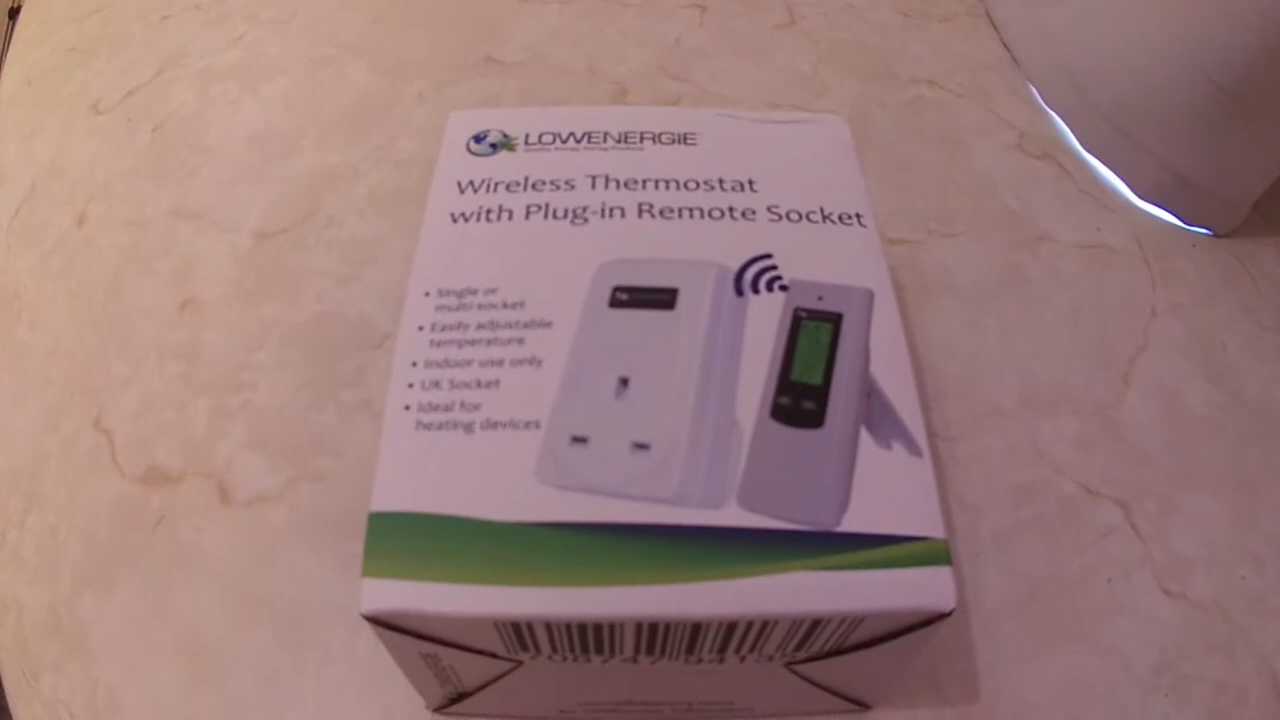 LOWENERGIE
Wireless Thermostat
with Plug-in Remote Socket
• Single or
multi-socket
• Easily adjustable
temperature
• Indoor use only
• UK Socket
• Ideal for
heating devices